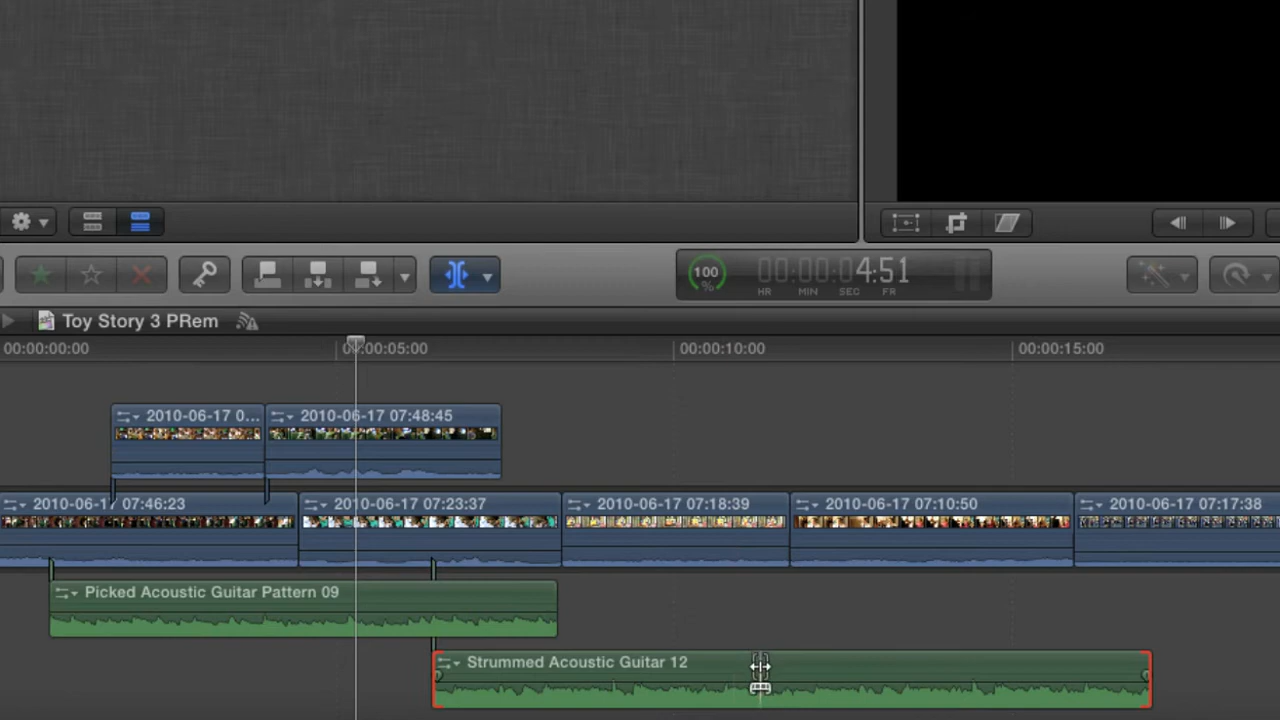 100
%
00:00:04:51
HR MIN SEC FR
Toy Story 3 PRem
00:00:00:00 00:00:05:00 00:00:10:00 00:00:15:00
2010-06-17 0... 2010-06-17 07:48:45
2010-06-17 07:46:23 2010-06-17 07:23:37 2010-06-17 07:18:39 2010-06-17 07:10:50 2010-06-17 07:17:38
Picked Acoustic Guitar Pattern 09
Strummed Acoustic Guitar 12